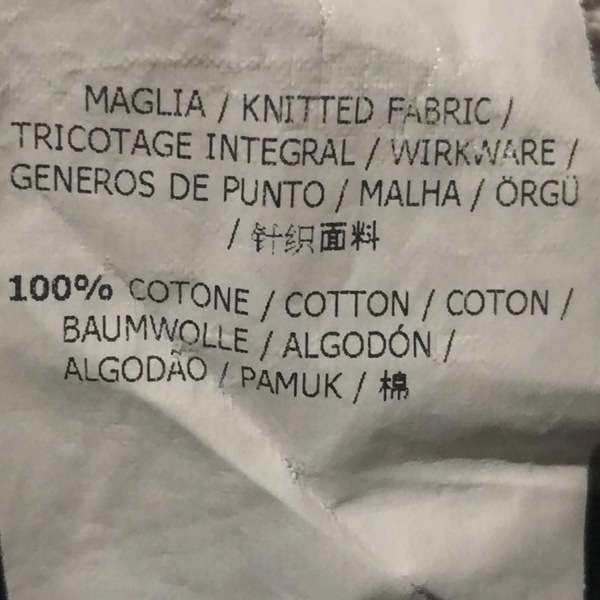 MAGLIA / KNITTED FABRIC /
TRICOTAGE INTEGRAL / WIRKWARE /
GENEROS DE PUNTO / MALHA / ÖRGÜ
/ 针织面料
100% COTONE / COTTON / COTON /
BAUMWOLLE / ALGODÓN /
ALGODÃO / PAMUK / 棉